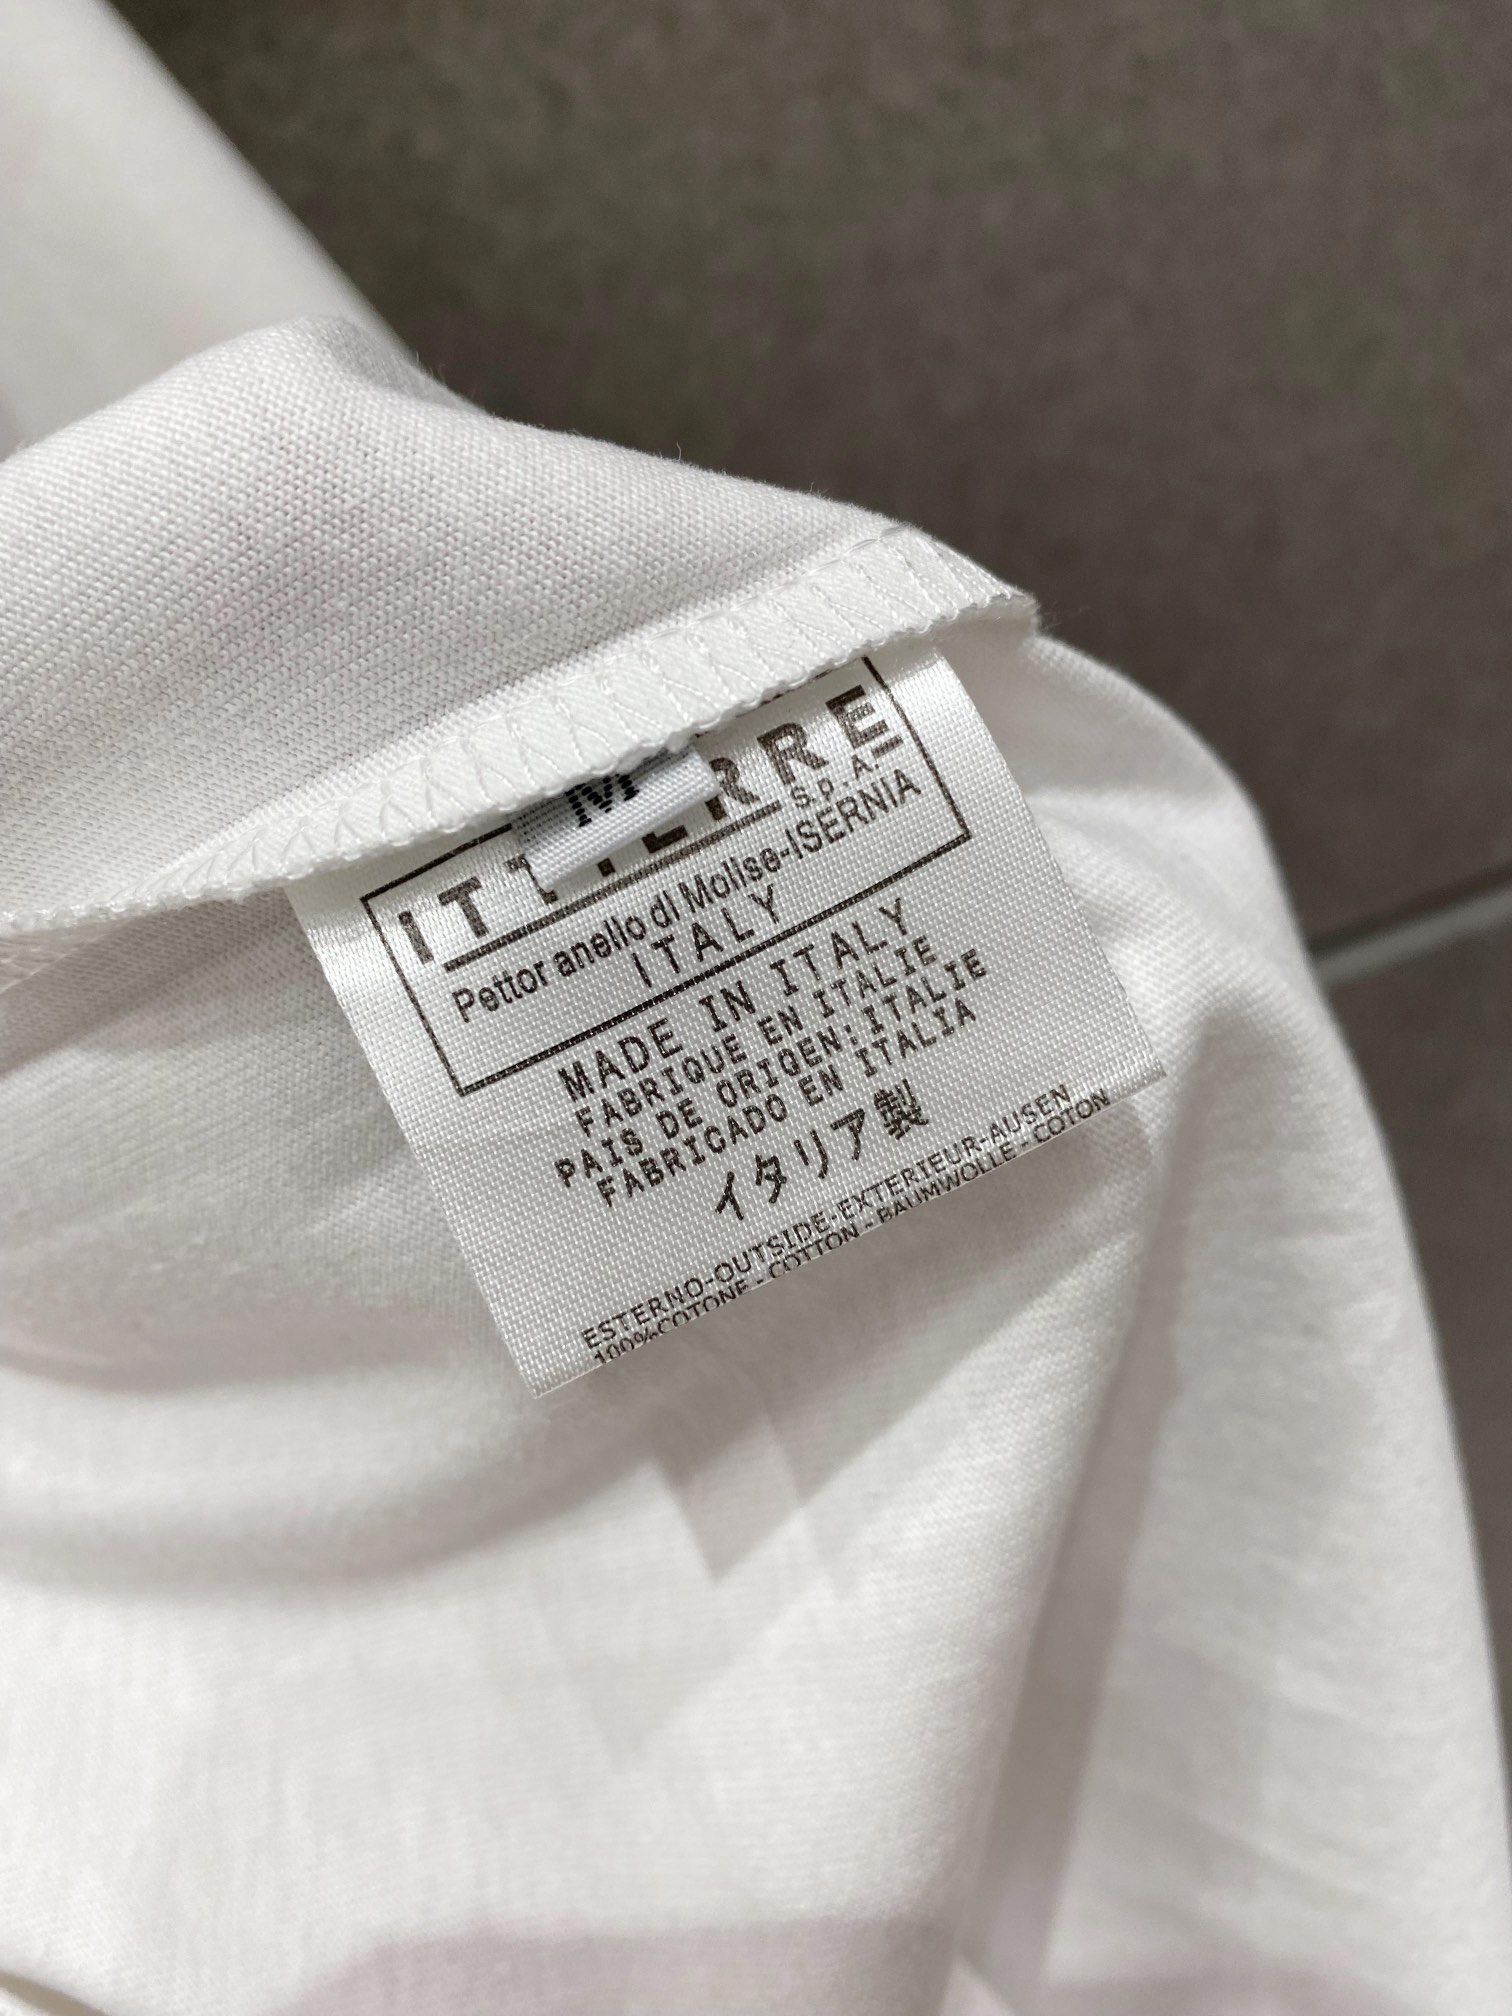 M
ITTIERRE
S.P.A.
Pettor anello dI Molise-ISERNIA
ITALY
MADE IN ITALY
FABRIQUE EN ITALIE
PAIS DE ORIGEN:ITALIE
FABRICADO EN ITALIA
イタリア製
ESTERNO-OUTSIDE-EXTERIEUR-AUSEN
100%COTONE - COTTON - BAUMWOLLE - COTON